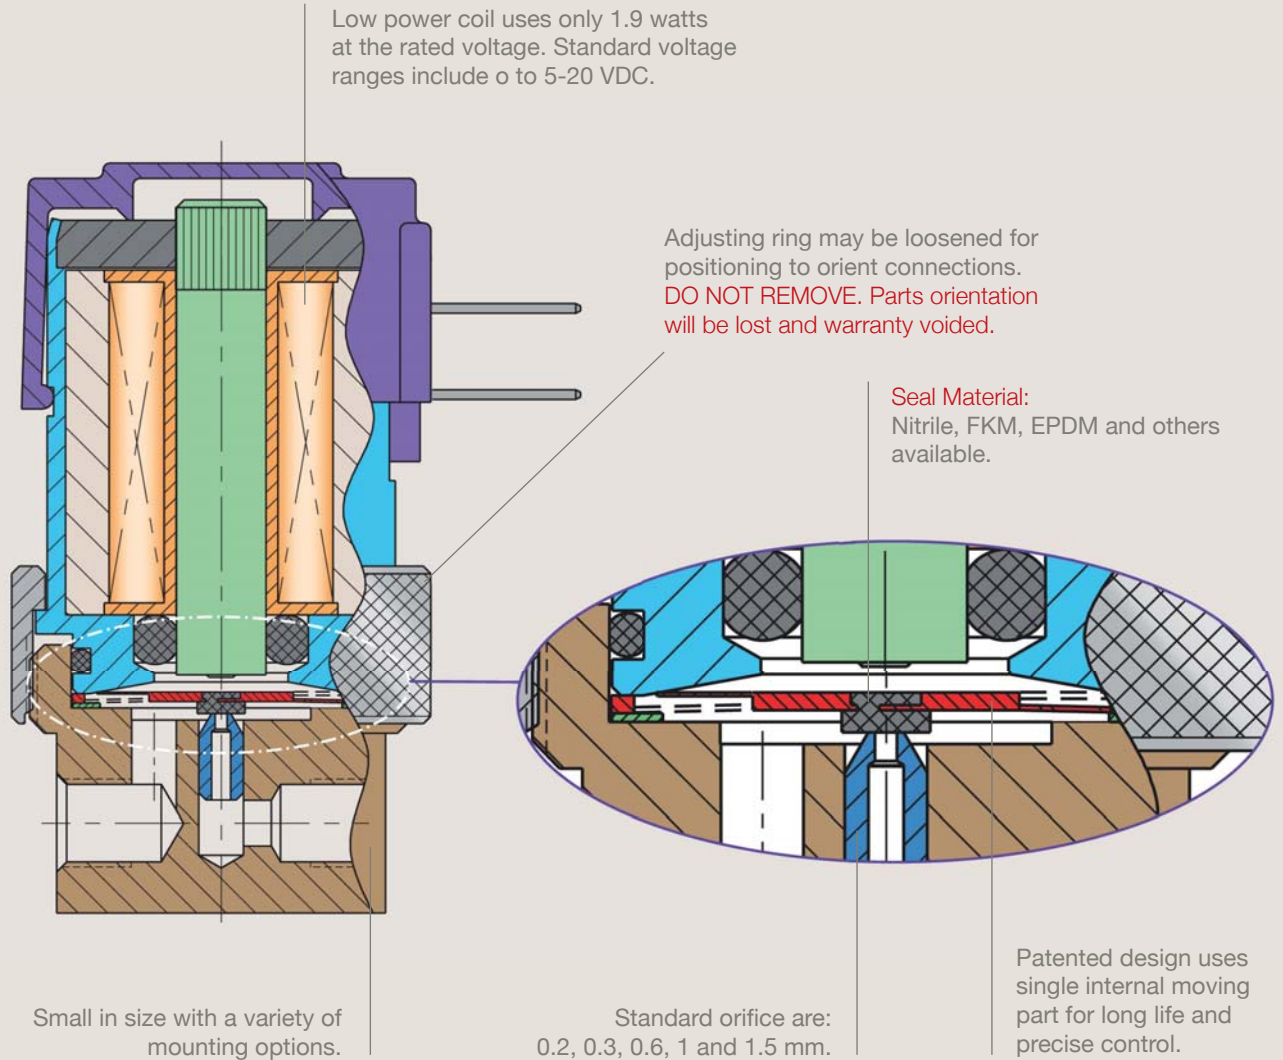 Low power coil uses only 1.9 watts
at the rated voltage. Standard voltage
ranges include o to 5-20 VDC.
Adjusting ring may be loosened for
positioning to orient connections.
DO NOT REMOVE. Parts orientation
will be lost and warranty voided.
Seal Material:
Nitrile, FKM, EPDM and others
available.
Small in size with a variety of
mounting options.
Standard orifice are:
0.2, 0.3, 0.6, 1 and 1.5 mm.
Patented design uses
single internal moving
part for long life and
precise control.